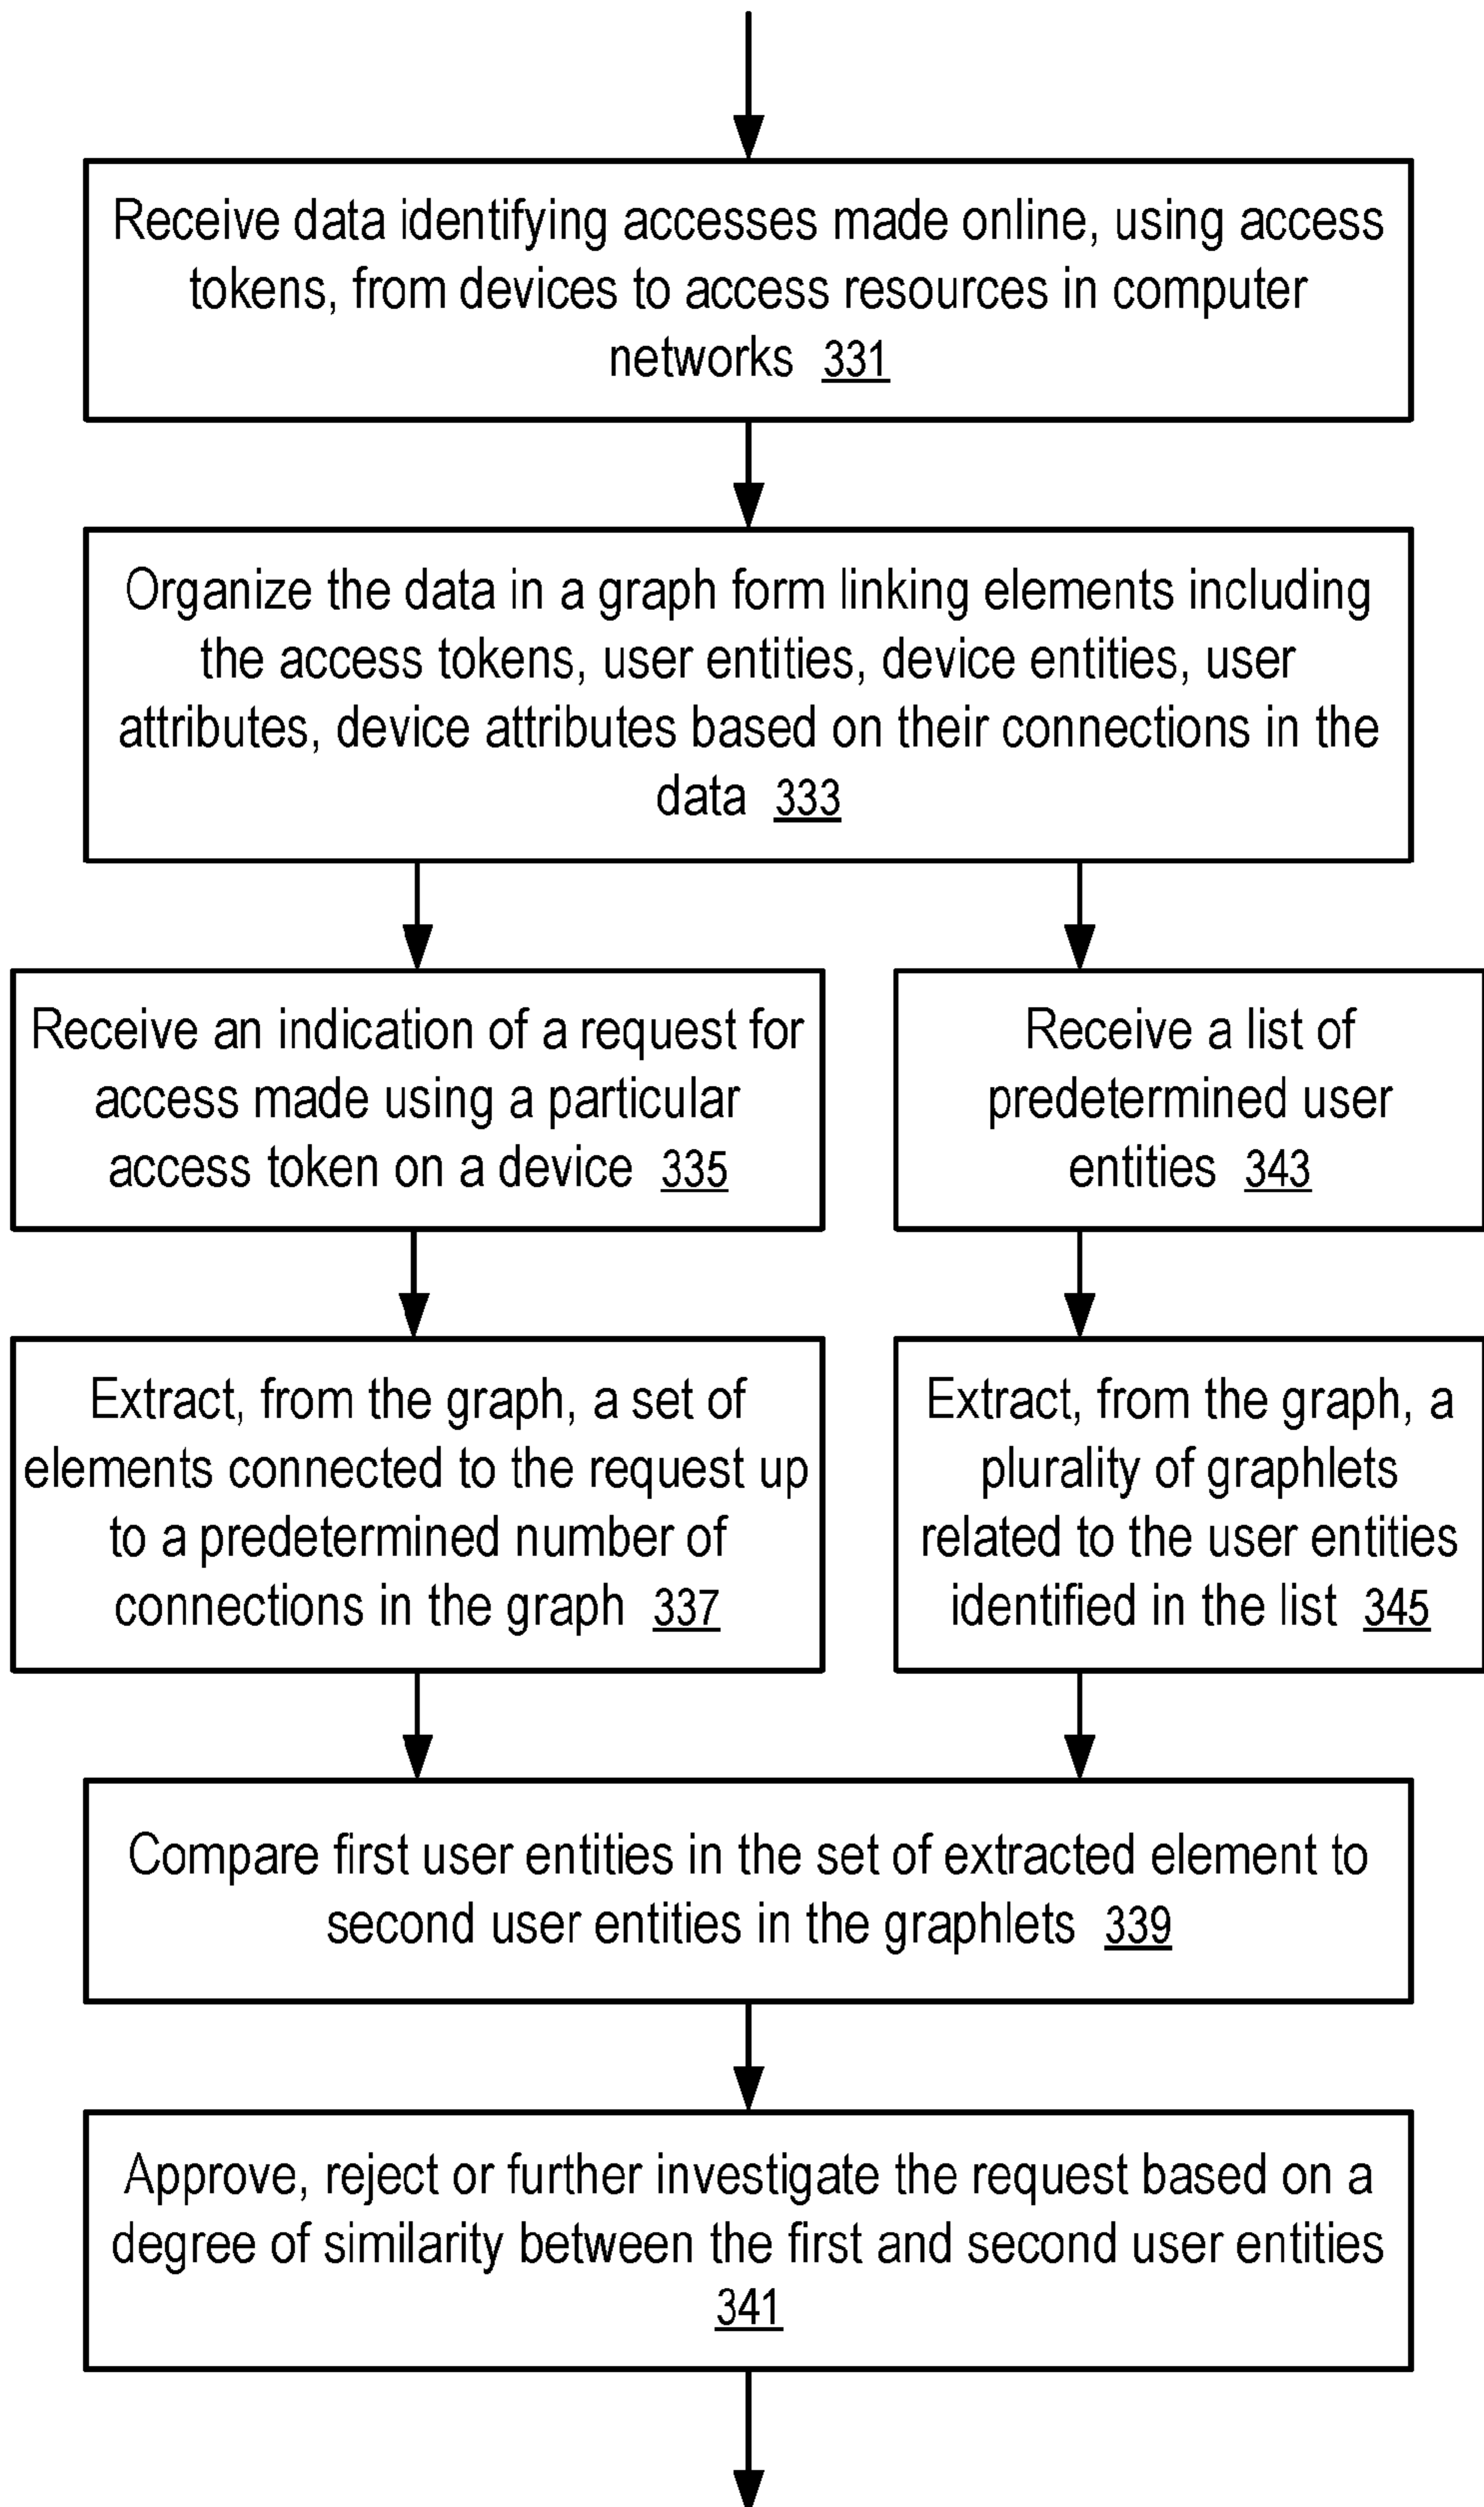 Receive data identifying accesses made online, using access
tokens, from devices to access resources in computer
networks 331
Organize the data in a graph form linking elements including
the access tokens, user entities, device entities, user
attributes, device attributes based on their connections in the
data 333
Receive an indication of a request for
access made using a particular
access token on a device 335
Receive a list of
predetermined user
entities 343
Extract, from the graph, a set of
elements connected to the request up
to a predetermined number of
connections in the graph 337
Extract, from the graph, a
plurality of graphlets
related to the user entities
identified in the list 345
Compare first user entities in the set of extracted element to
second user entities in the graphlets 339
Approve, reject or further investigate the request based on a
degree of similarity between the first and second user entities
341